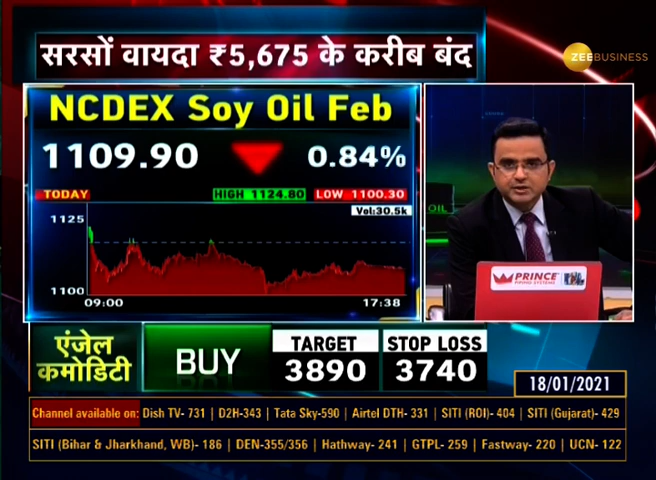 सरसों वायदा ₹5,675 के करीब बंद
ZEEBUSINESS
NCDEX Soy Oil Feb
1109.90 0.84%
TODAY HIGH 1124.80 LOW 1100.30
Vol:30.5k
1125
1100
09:00 17:38
OIL
PRINCE
PIPING SYSTEMS
एंजेल
कमोडिटी
BUY
TARGET
3890
STOP LOSS
3740
18/01/2021
Channel available on: Dish TV- 731 | D2H-343 | Tata Sky-590 | Airtel DTH- 331 | SITI (ROI)- 404 | SITI (Gujarat)- 429
SITI (Bihar & Jharkhand, WB)- 186 | DEN-355/356 | Hathway- 241 | GTPL- 259 | Fastway- 220 | UCN- 122